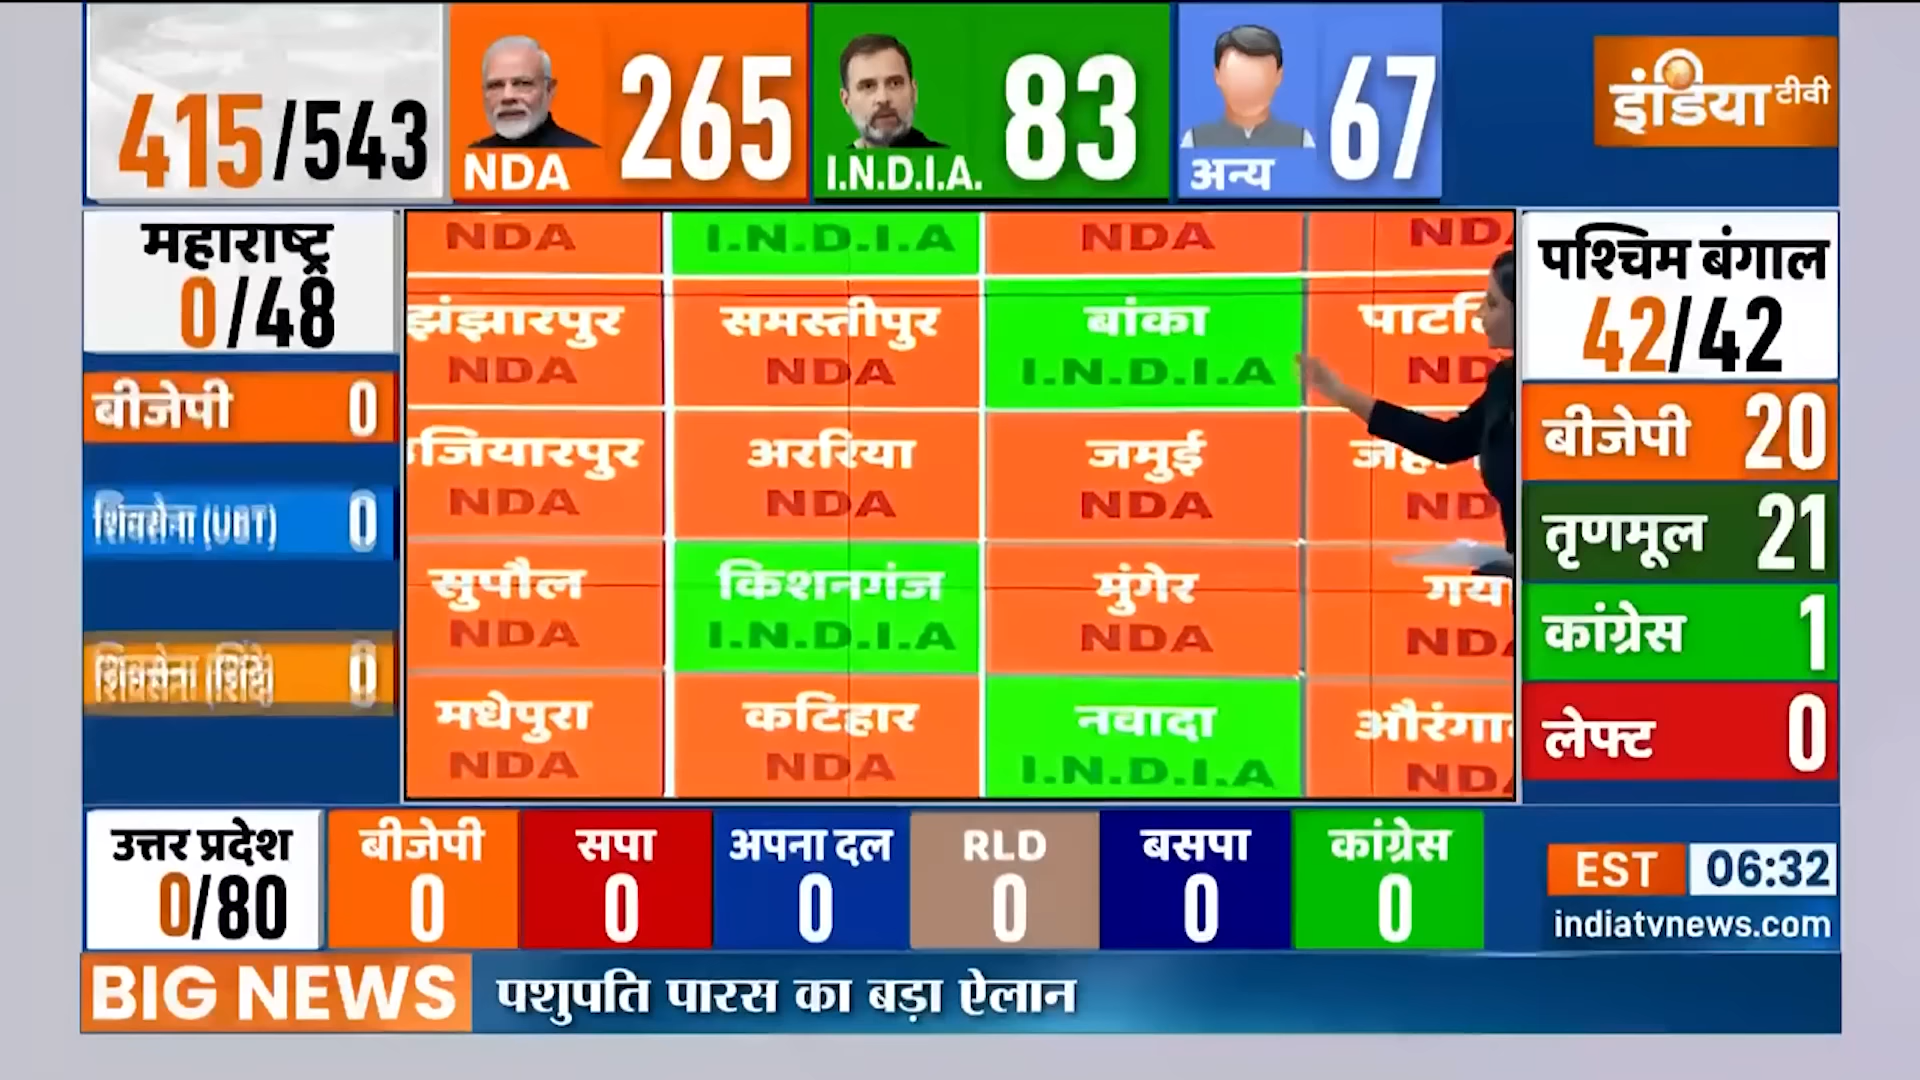 415/543
NDA 265
I.N.D.I.A. 83
अन्य 67
इंडिया टीवी
महाराष्ट्र
0/48
बीजेपी 0
शिवसेना (UBT) 0
शिवसेना (शिंदे) 0
NDA I.N.D.I.A NDA
झंझारपुर समस्तीपुर बांका
NDA NDA I.N.D.I.A
अररिया जमुई
NDA NDA NDA
सुपौल किशनगंज मुंगेर
NDA I.N.D.I.A NDA
मधेपुरा कटिहार नवादा
NDA NDA I.N.D.I.A
पश्चिम बंगाल
42/42
बीजेपी 20
तृणमूल 21
कांग्रेस 1
लेफ्ट 0
उत्तर प्रदेश
0/80
बीजेपी 0
सपा 0
अपना दल 0
RLD 0
बसपा 0
कांग्रेस 0
EST 06:32
indiatvnews.com
BIG NEWS पशुपति पारस का बड़ा ऐलान